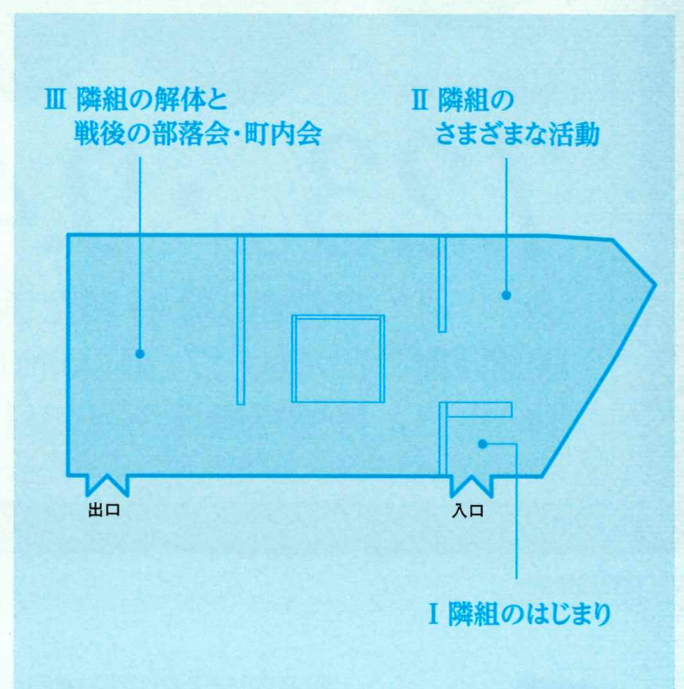 Ⅲ 隣組の解体と
戦後の部落会・町内会
Ⅱ 隣組の
さまざまな活動
出口
入口
Ⅰ 隣組のはじまり